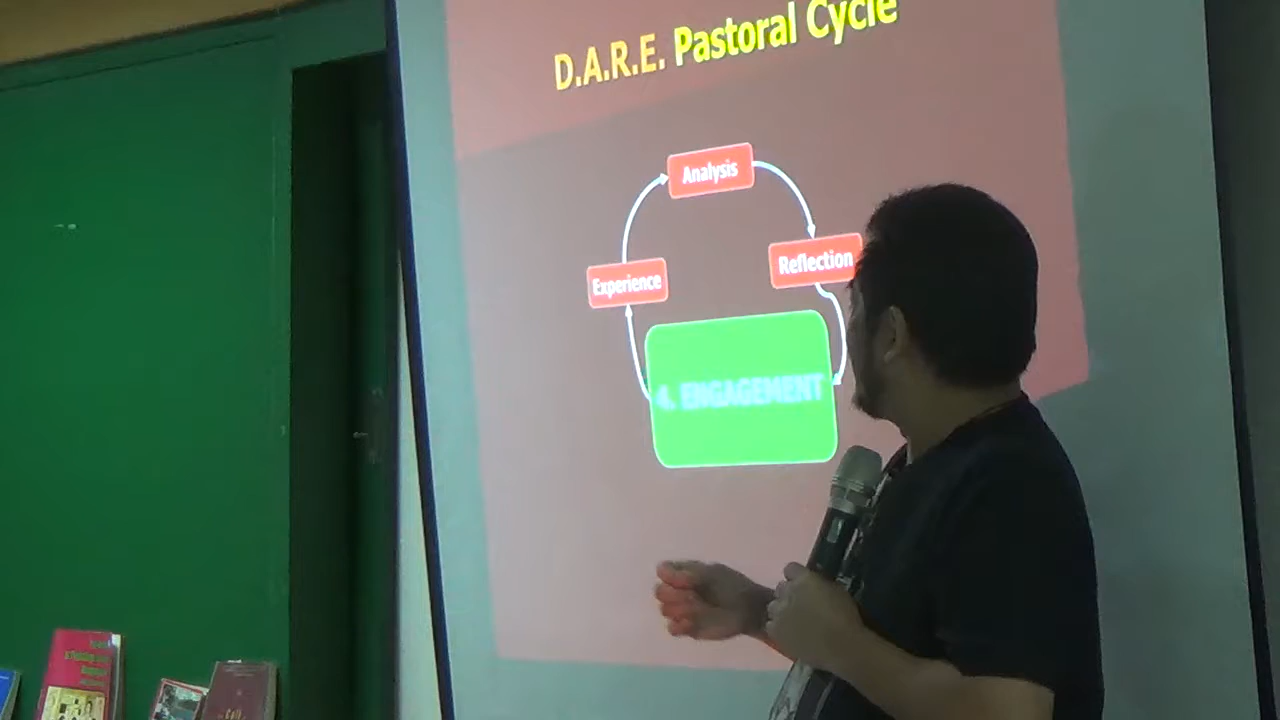 D.A.R.E. Pastoral Cycle
Analysis
Reflection
Experience
4. ENGAGEMENT